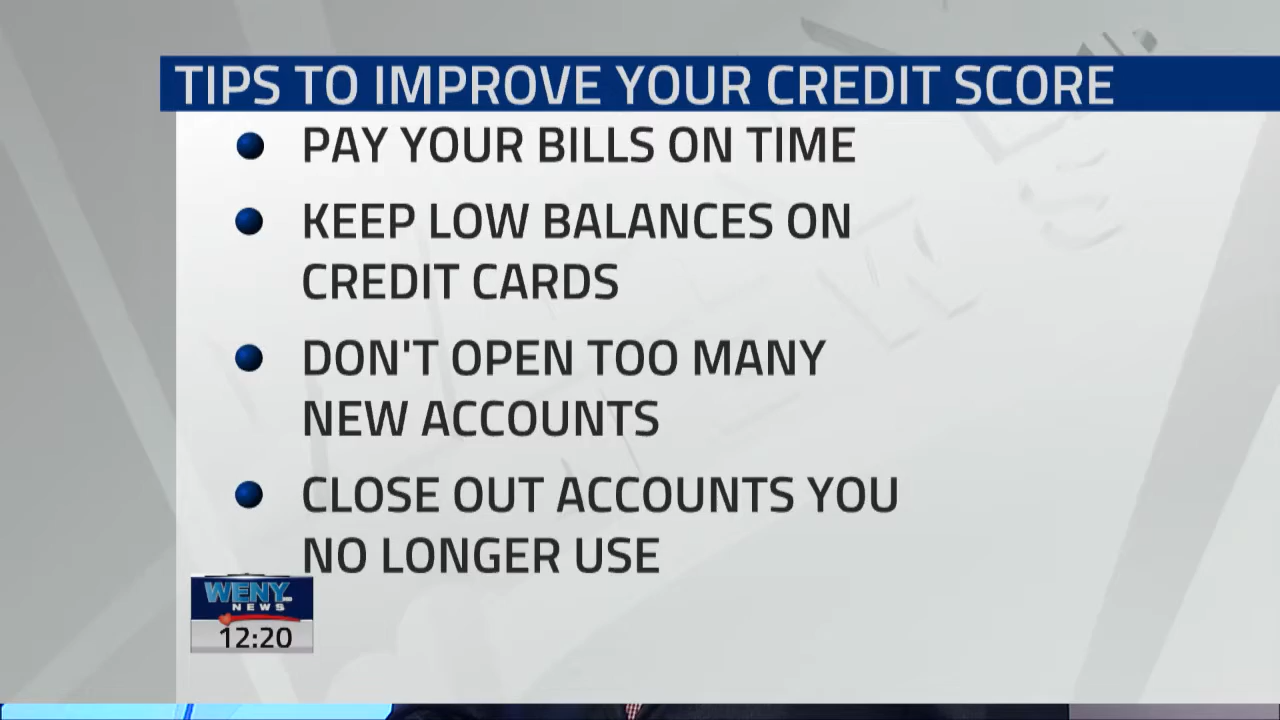 TIPS TO IMPROVE YOUR CREDIT SCORE
PAY YOUR BILLS ON TIME
KEEP LOW BALANCES ON
CREDIT CARDS
DON'T OPEN TOO MANY
NEW ACCOUNTS
CLOSE OUT ACCOUNTS YOU
NO LONGER USE
WENY
NEWS
12:20